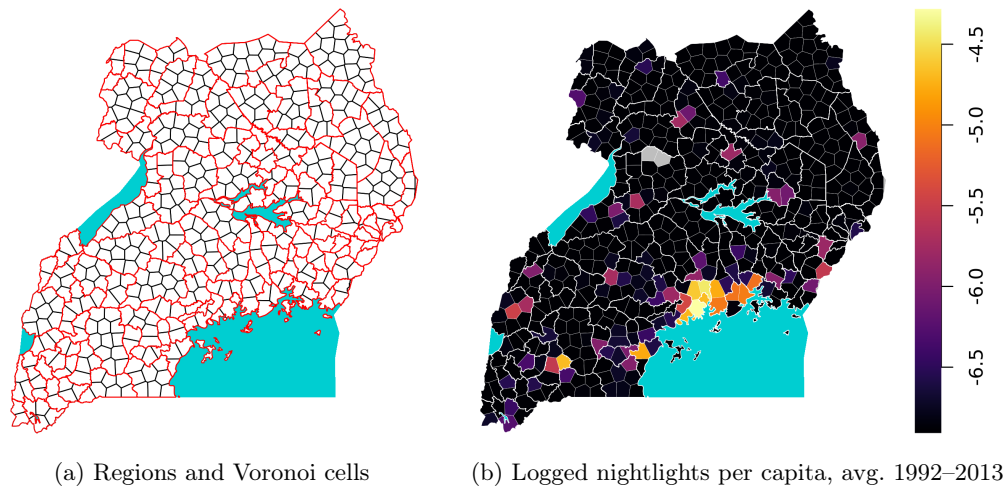 -4.5
-5.0
-5.5
-6.0
-6.5
(a) Regions and Voronoi cells
(b) Logged nightlights per capita, avg. 1992–2013